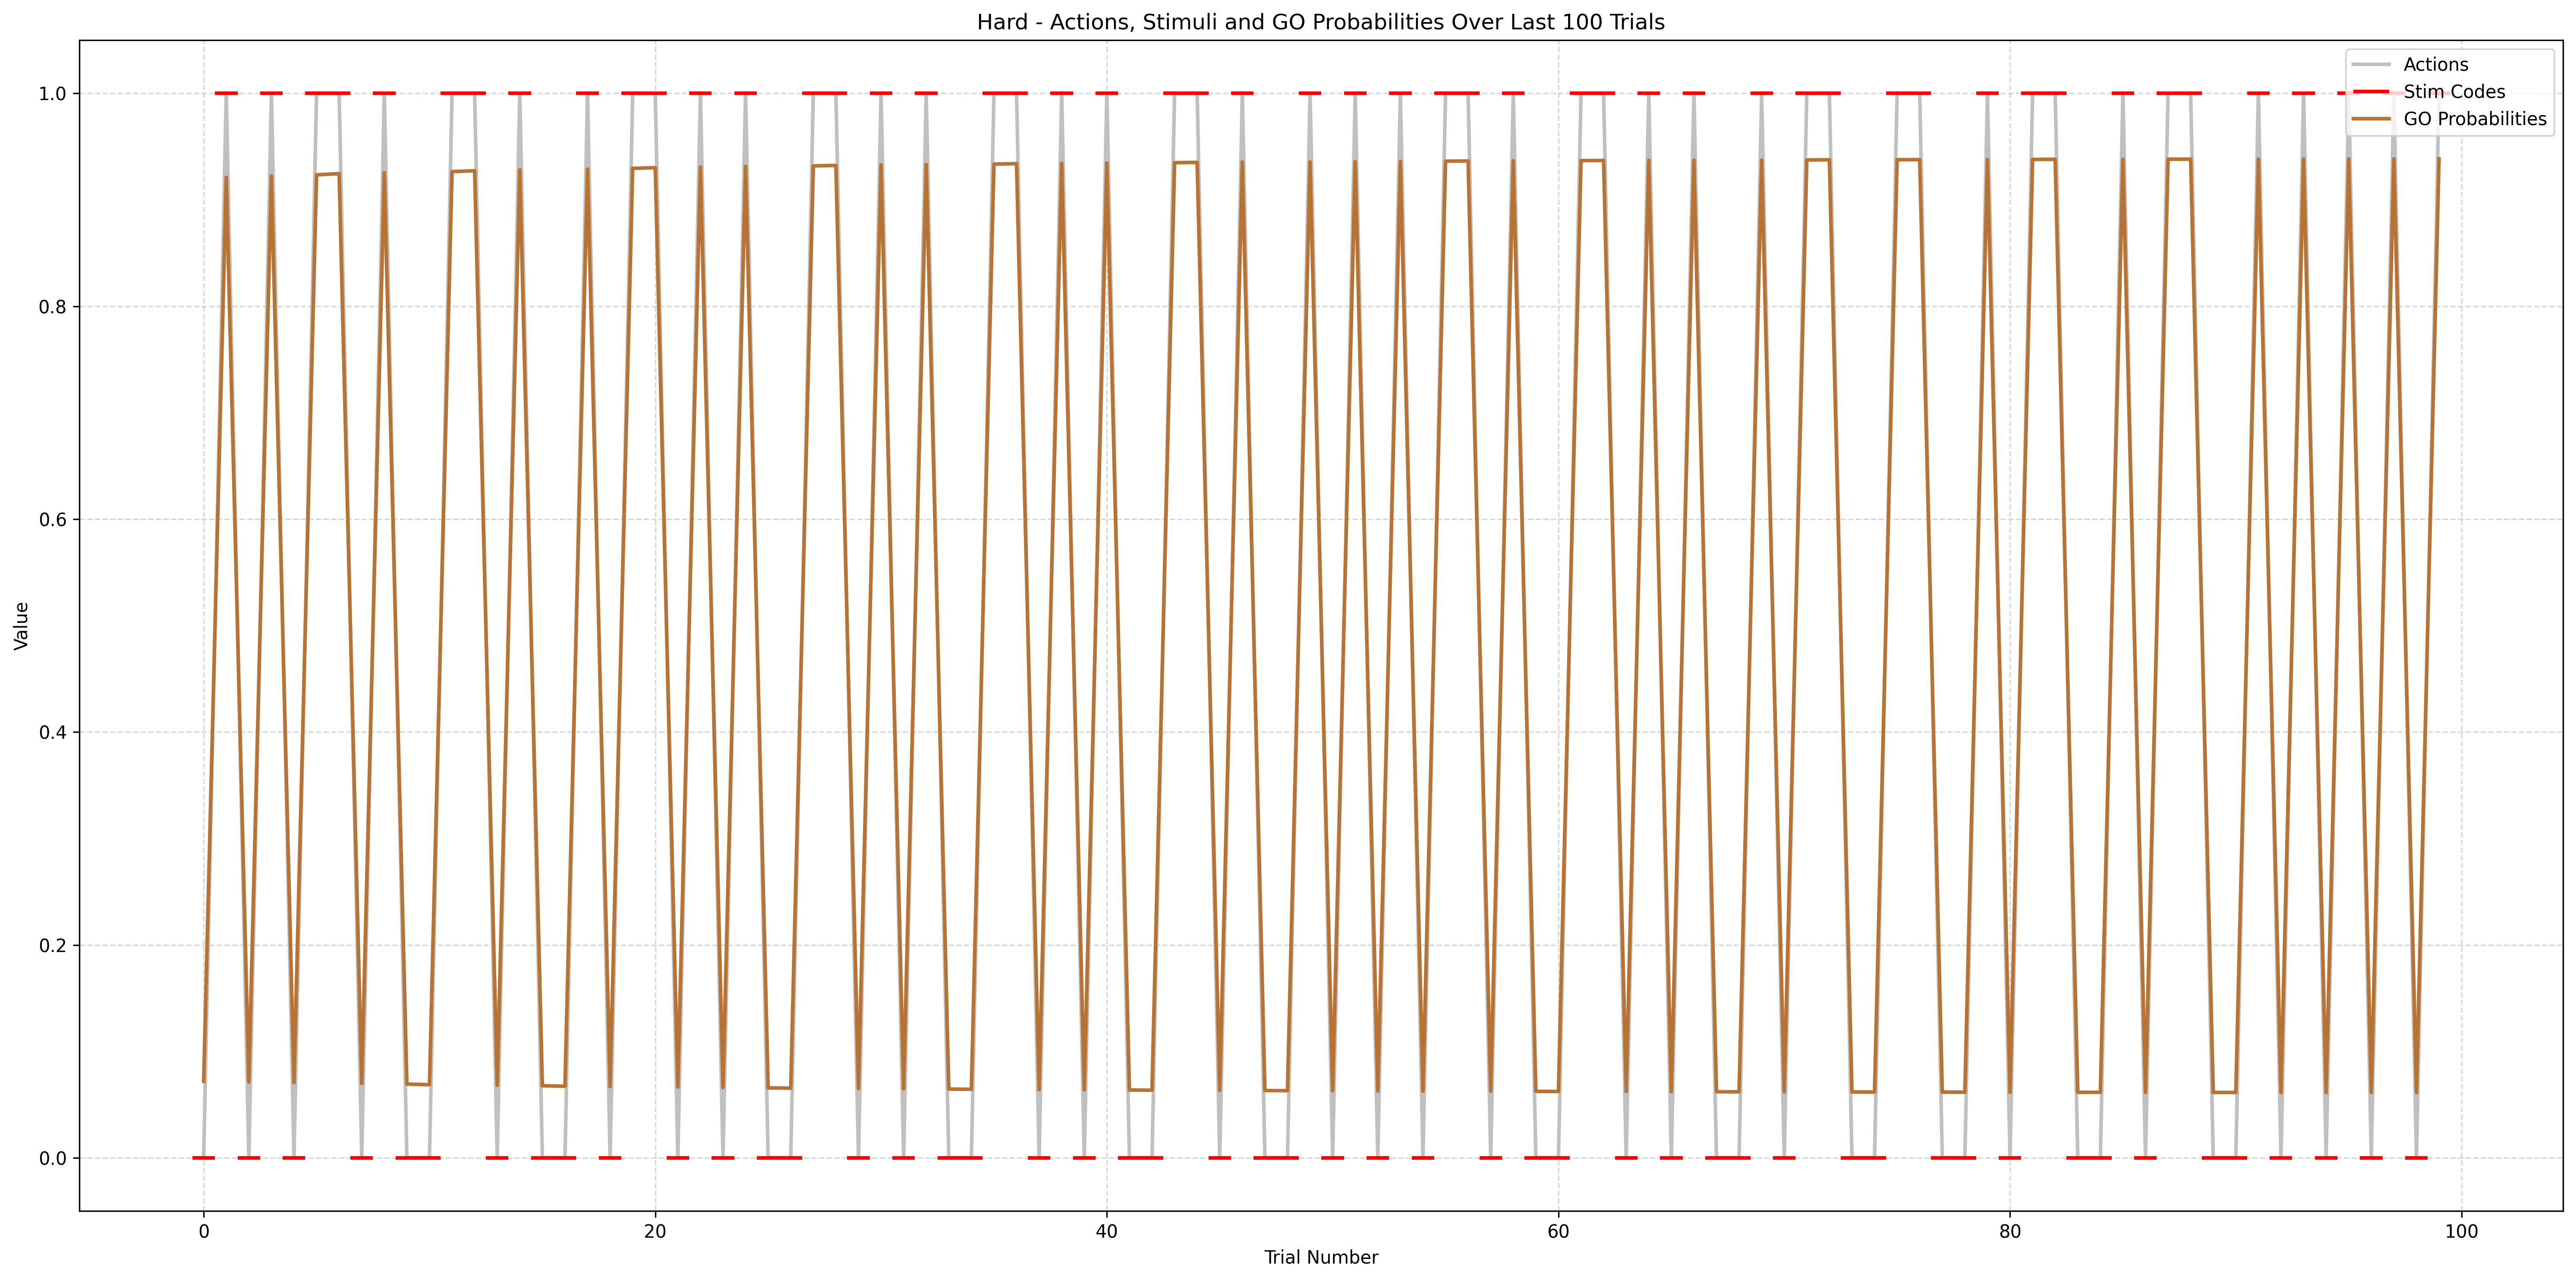 Hard - Actions, Stimuli and GO Probabilities Over Last 100 Trials
Actions
Stim Codes
GO Probabilities
Value
1.0
0.8
0.6
0.4
0.2
0.0
0 20 40 60 80 100
Trial Number